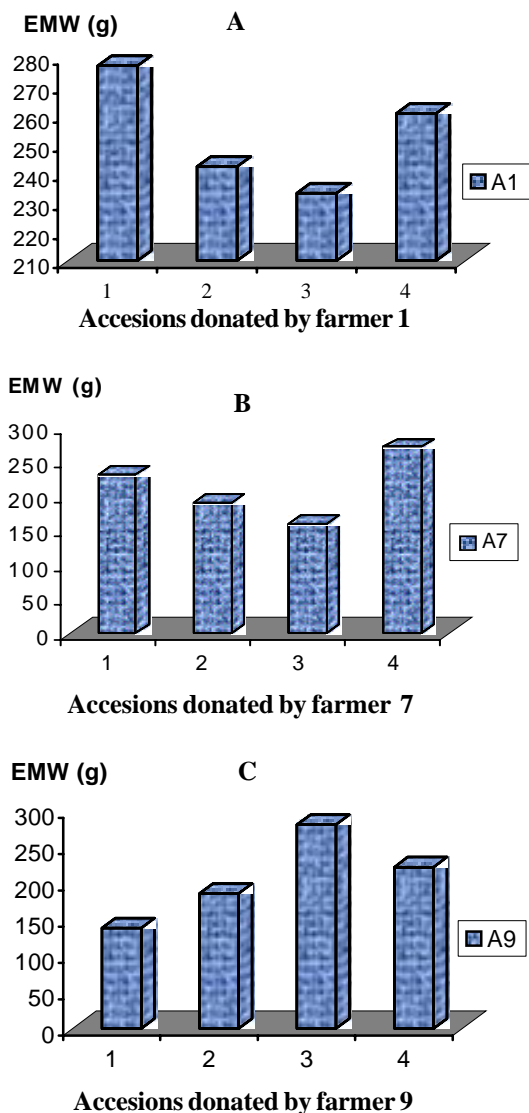 EMW (g)
A
280
270
260
250
240
230
220
210
1 2 3 4
A1
Accesions donated by farmer 1
EMW (g)
B
300
250
200
150
100
50
0
1 2 3 4
A7
Accesions donated by farmer 7
EMW (g)
C
300
250
200
150
100
50
0
1 2 3 4
A9
Accesions donated by farmer 9